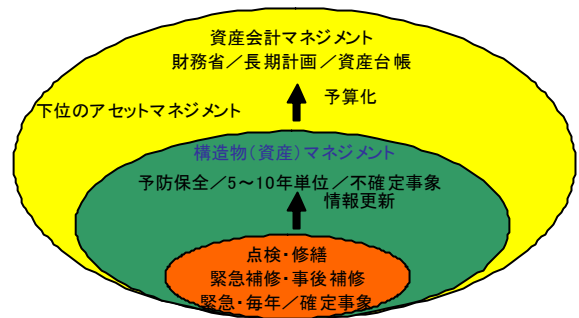 資産会計マネジメント
財務省／長期計画／資産台帳
予算化
下位のアセットマネジメント
構造物（資産）マネジメント
予防保全／5～10年単位／不確定事象
情報更新
点検・修繕
緊急補修・事後補修
緊急・毎年／確定事象